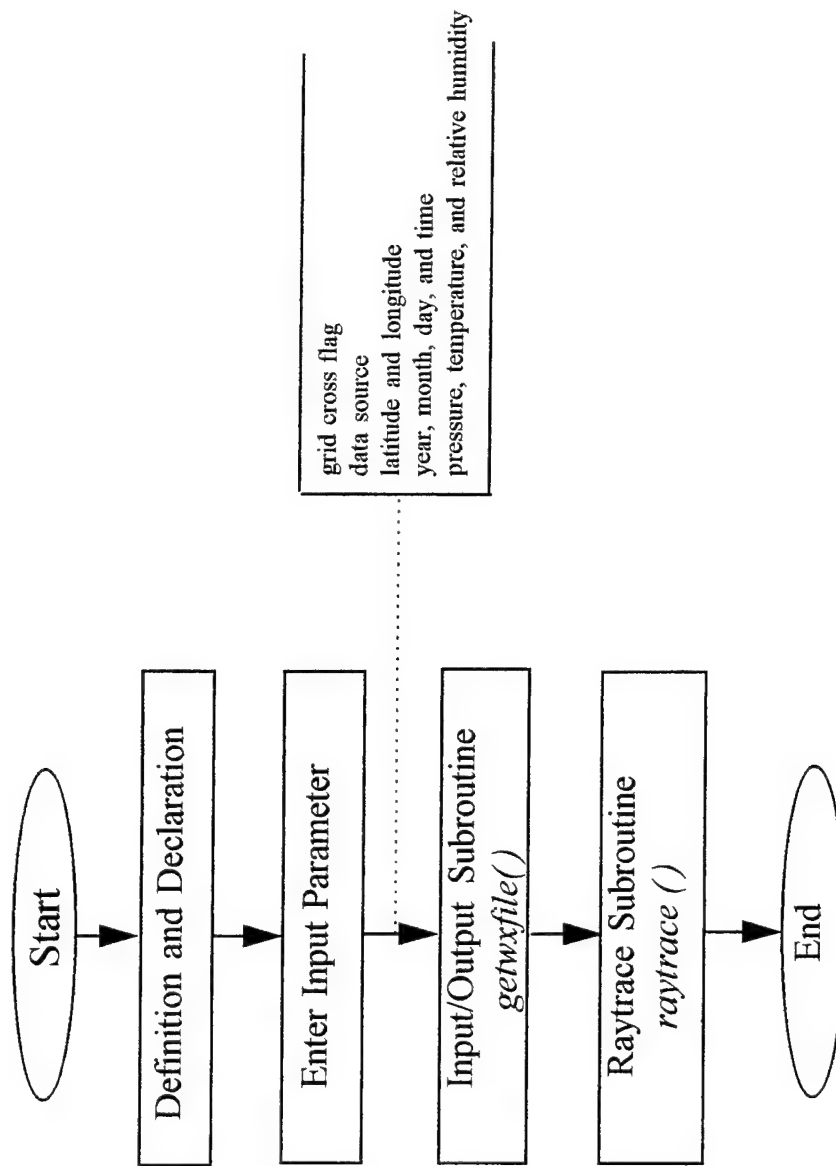 Start
Definition and Declaration
Enter Input Parameter
grid cross flag
data source
latitude and longitude
year, month, day, and time
pressure, temperature, and relative humidity
Input/Output Subroutine
getwxfile()
Raytrace Subroutine
raytrace ()
End